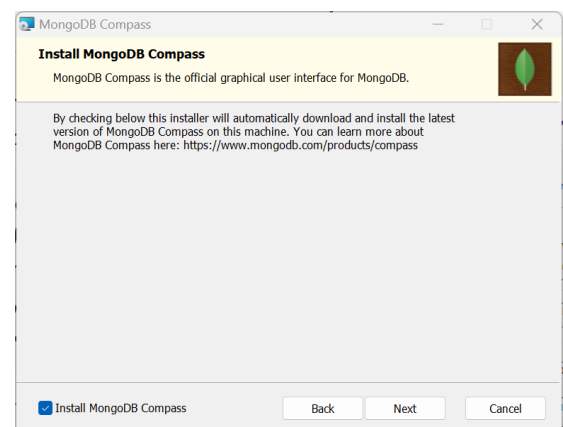 MongoDB Compass
Install MongoDB Compass
MongoDB Compass is the official graphical user interface for MongoDB.
By checking below this installer will automatically download and install the latest
version of MongoDB Compass on this machine. You can learn more about
MongoDB Compass here: https://www.mongodb.com/products/compass
Install MongoDB Compass
Back
Next
Cancel